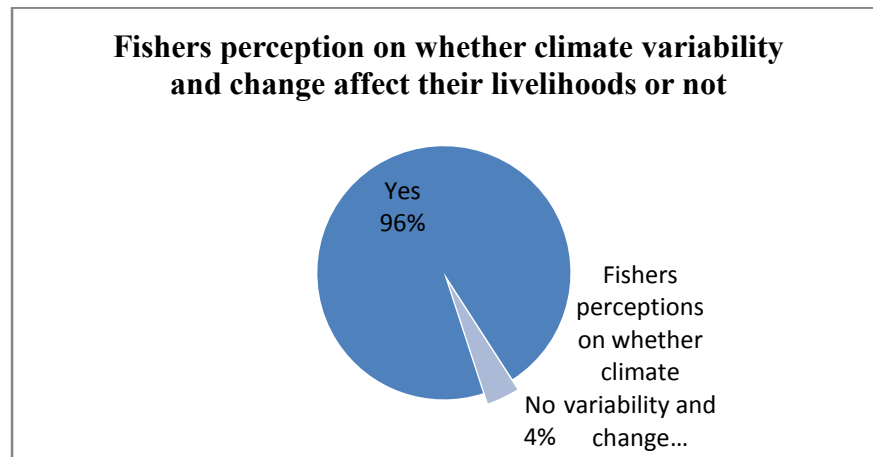 Fishers perception on whether climate variability
and change affect their livelihoods or not
Yes
96%
Fishers
perceptions
on whether
climate
variability and
change...
No
4%